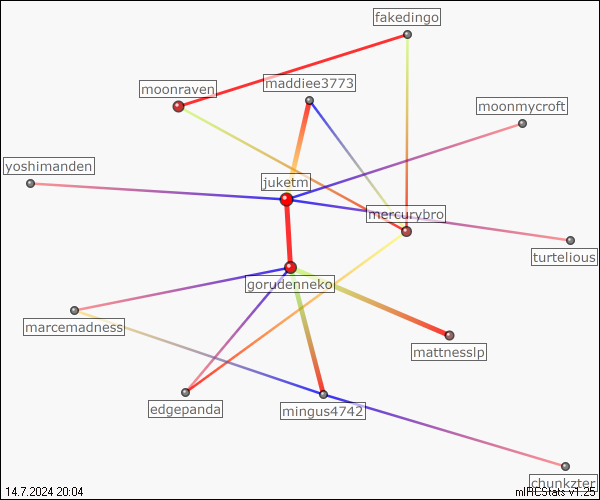 fakedingo
maddiee3773
moonraven
moonmycroft
yoshimanden
juketm
mercurybro
turtelious
gorudenneko
marcemadness
mattnesslp
edgepanda
mingus4742
chunkzter
14.7.2024 20:04
mIRCStats v1.25